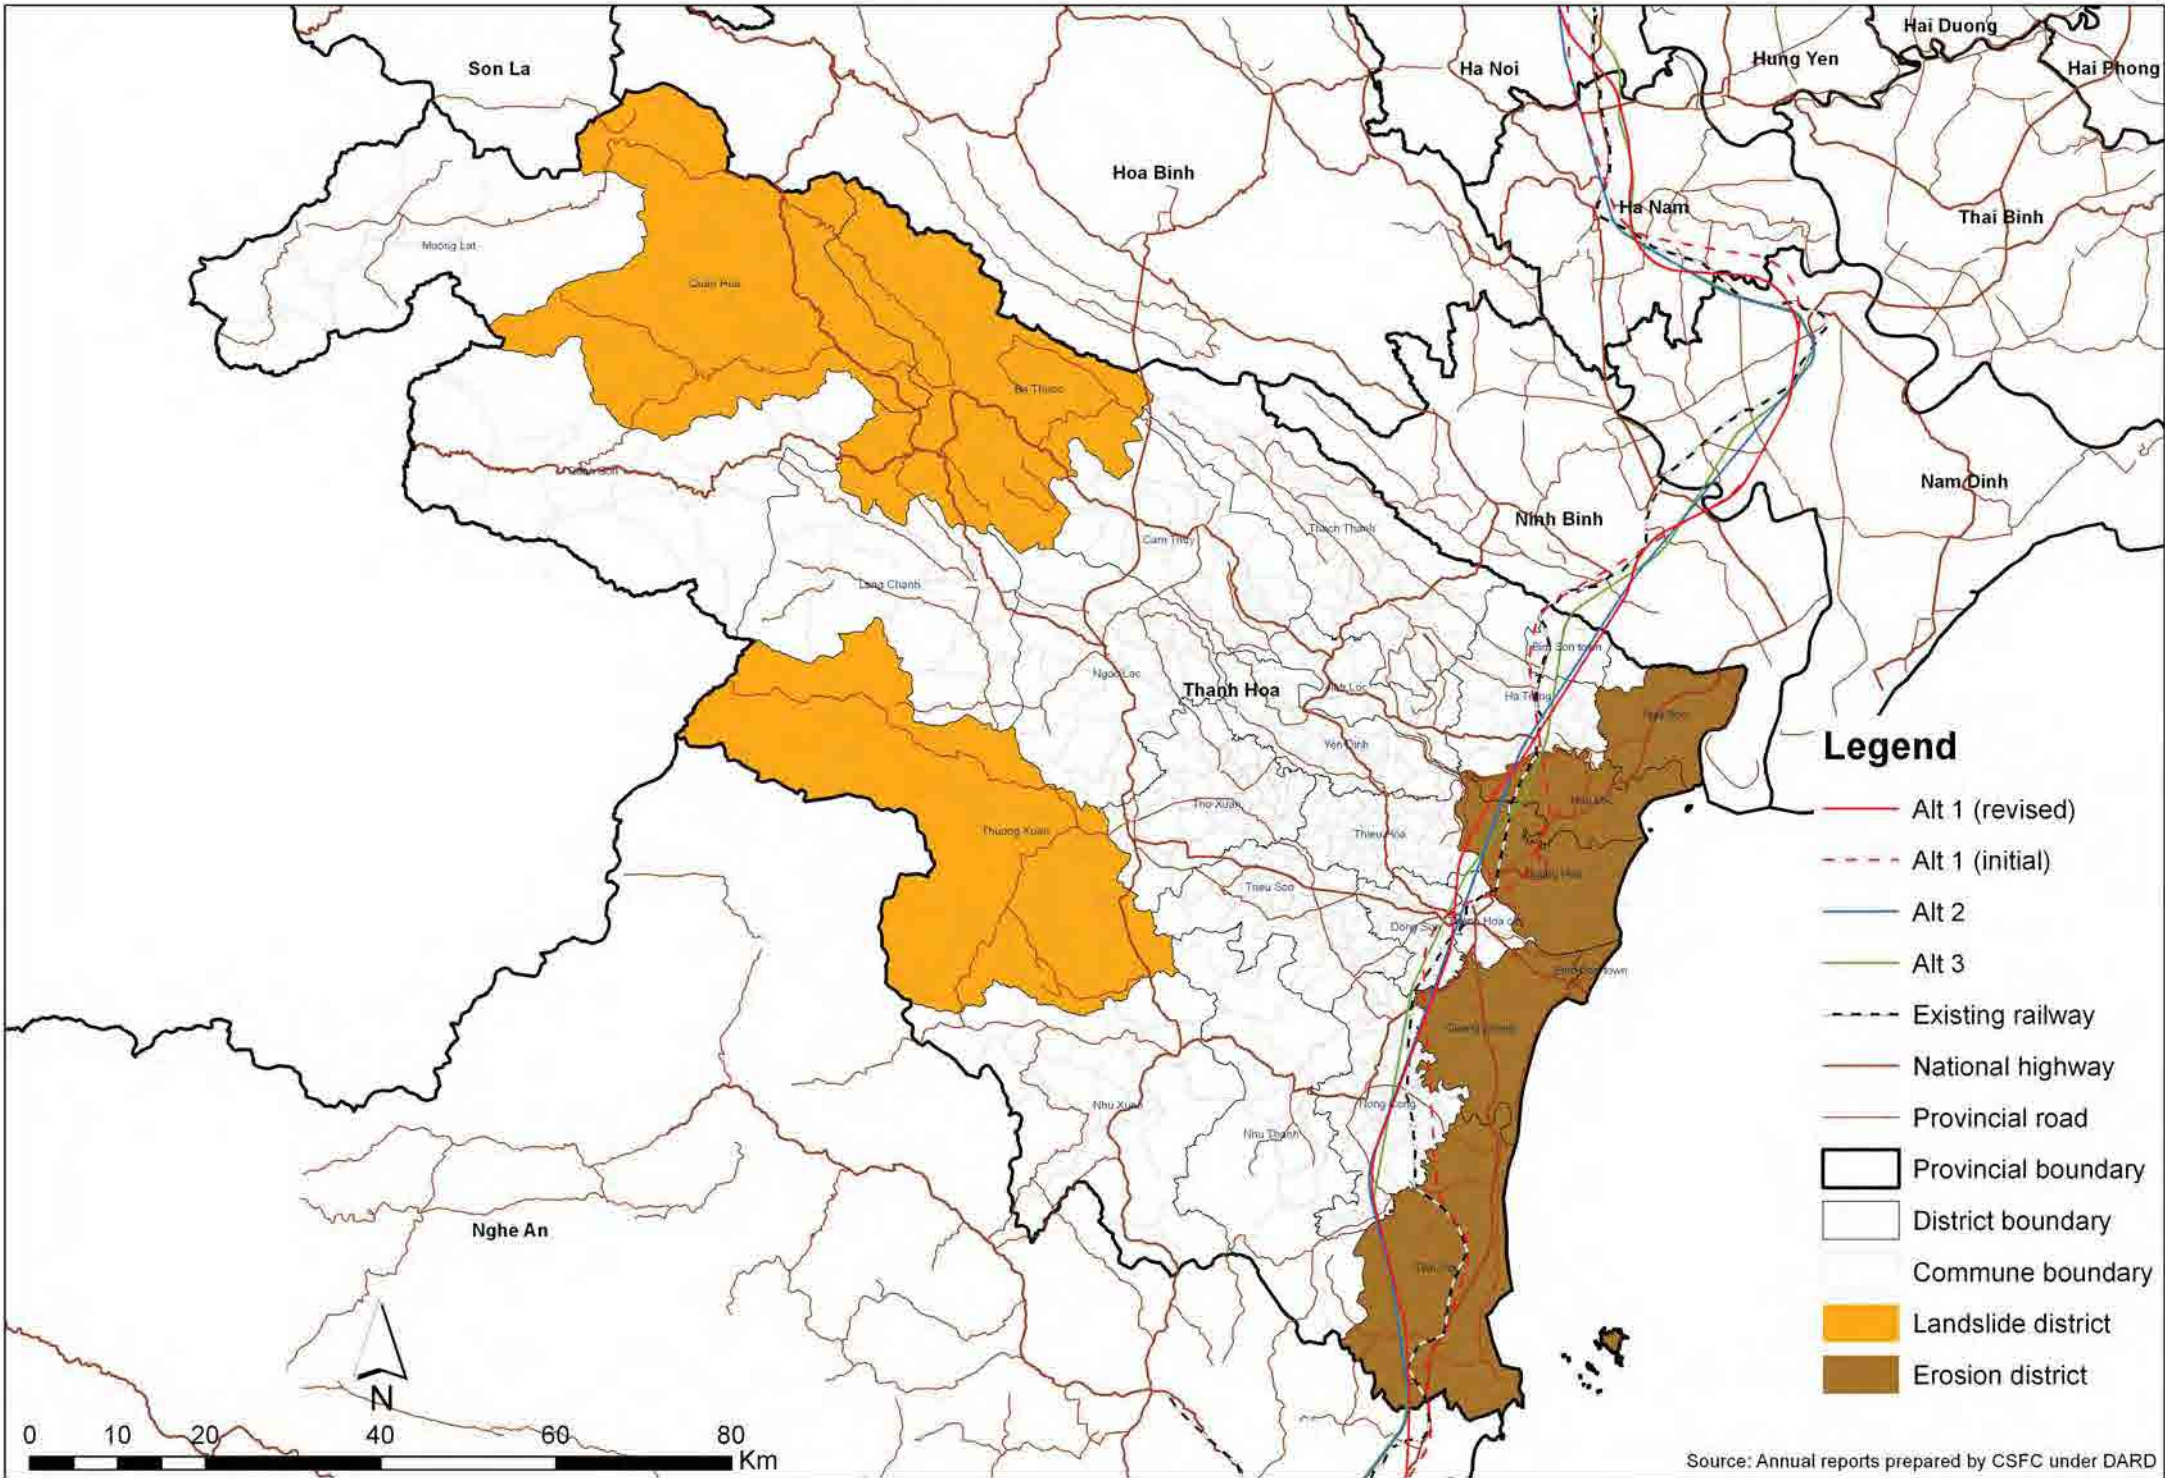 Hai Duong
Son La
Ha Noi
Hung Yen
Hai Phong
Hoa Binh
Ha Nam
Thai Binh
Muong Lat
Quan Hoa
Ba Thuoc
Nam Dinh
Ninh Binh
Thach Thanh
Cam Thuy
Lang Chanh
Bim Son town
Ngoc Lac
Thanh Hoa
Ha Trung
Yen Dinh
Tho Xuan
Thuong Xuan
Thieu Hoa
Trieu Son
Dong Son
Nhu Xuan
Nong Cong
Nhu Thanh
Nghe An
Legend
Alt 1 (revised)
Alt 1 (initial)
Alt 2
Alt 3
Existing railway
National highway
Provincial road
Provincial boundary
District boundary
Commune boundary
Landslide district
Erosion district
N
0 10 20 40 60 80
Km
Source: Annual reports prepared by CSFC under DARD